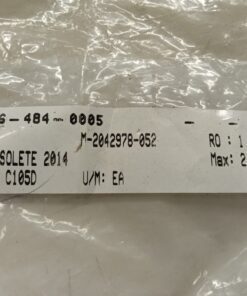 S-484-0005 - -
M-2042978-052 RO: 1
SOLETE 2014 Max: 2
C105D U/M: EA